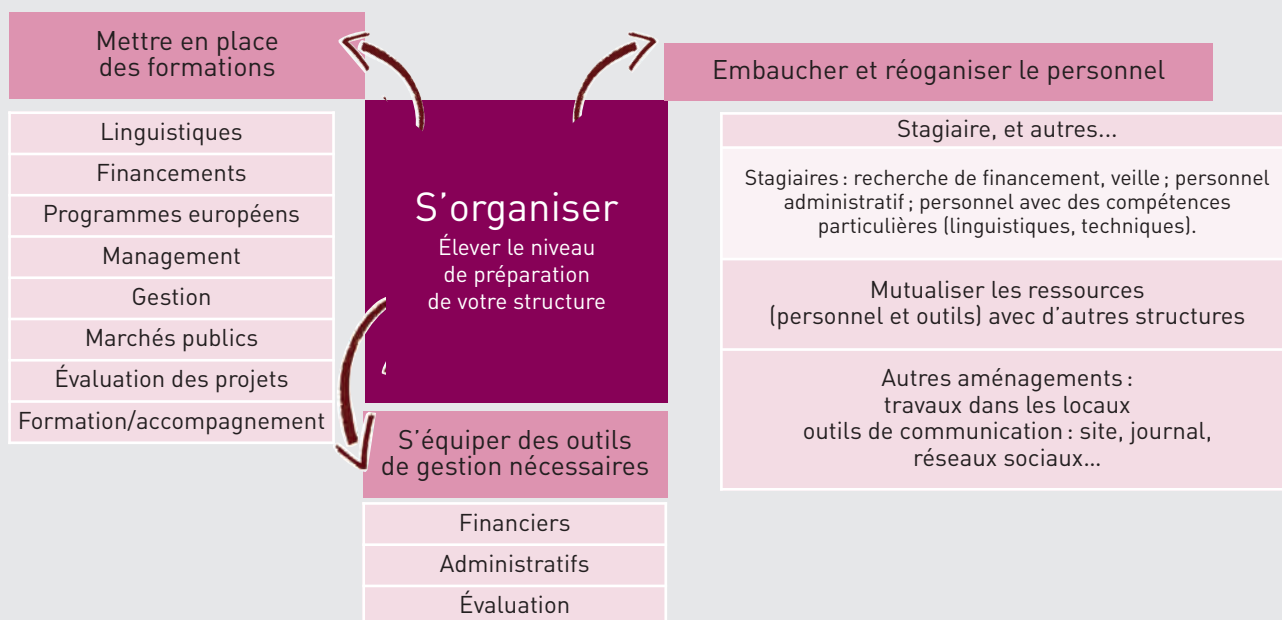 Mettre en place
des formations
Linguistiques
Financements
Programmes européens
Management
Gestion
Marchés publics
Évaluation des projets
Formation/accompagnement
S'organiser
Élever le niveau
de préparation
de votre structure
S'équiper des outils
de gestion nécessaires
Financiers
Administratifs
Évaluation
Embaucher et réoganiser le personnel
Stagiaire, et autres...
Stagiaires : recherche de financement, veille ; personnel
administratif ; personnel avec des compétences
particulières (linguistiques, techniques).
Mutualiser les ressources
(personnel et outils) avec d'autres structures
Autres aménagements :
travaux dans les locaux
outils de communication : site, journal,
réseaux sociaux...